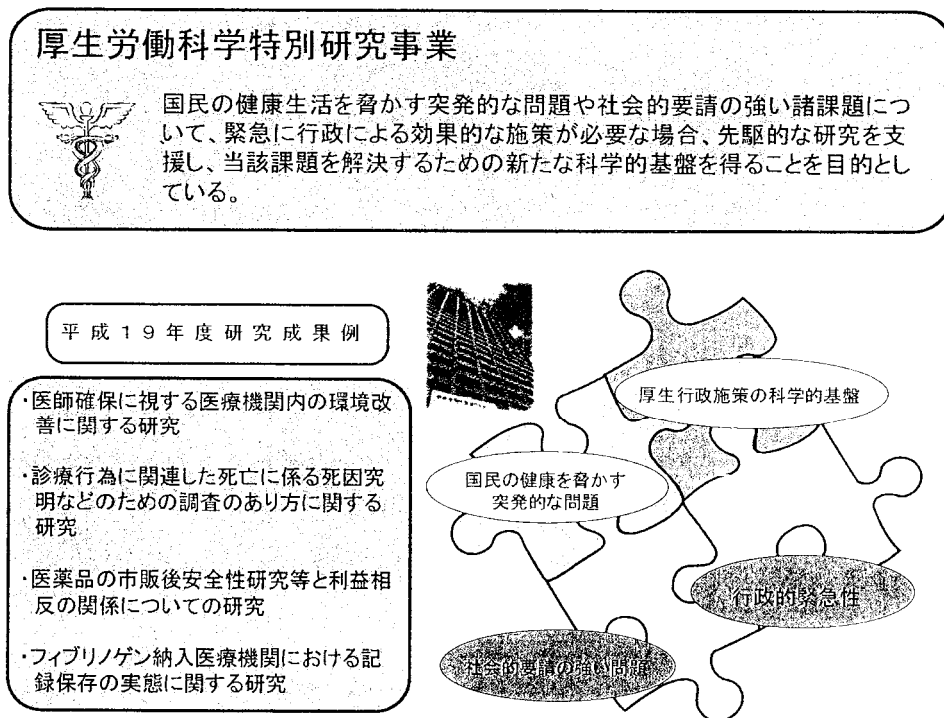 厚生労働科学特別研究事業
国民の健康生活を脅かす突発的な問題や社会的要請の強い諸課題につ
いて、緊急に行政による効果的な施策が必要な場合、先駆的な研究を支
援し、当該課題を解決するための新たな科学的基盤を得ることを目的とし
ている。
平成19年度研究成果例
・医師確保に視する医療機関内の環境改
善に関する研究
・診療行為に関連した死亡に係る死因究
明などのための調査のあり方に関する
研究
・医薬品の市販後安全性研究等と利益相
反の関係についての研究
・フィブリノゲン納入医療機関における記
録保存の実態に関する研究
厚生行政施策の科学的基盤
国民の健康を脅かす
突発的な問題
行政的緊急性
社会的要請の強い問題